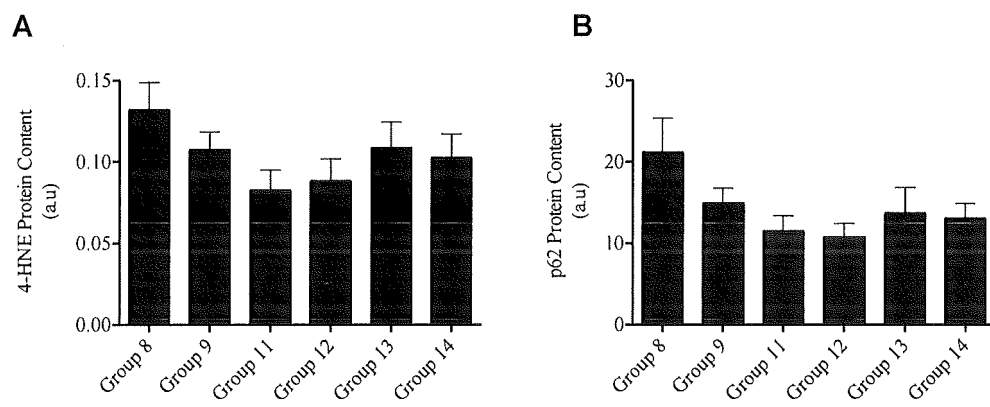 A
4-HNE Protein Content
(a.u)
0.15
0.10
0.05
0.00
Group 8
Group 9
Group 11
Group 12
Group 13
Group 14
B
p62 Protein Content
(a.u)
30
20
10
0
Group 8
Group 9
Group 11
Group 12
Group 13
Group 14